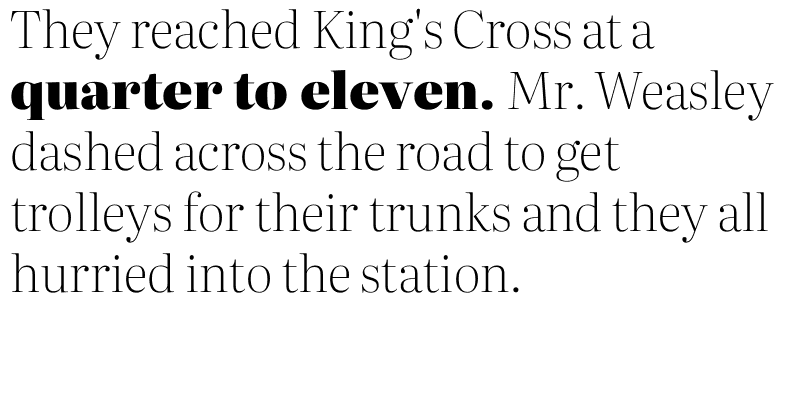 They reached King's Cross at a
quarter to eleven. Mr. Weasley
dashed across the road to get
trolleys for their trunks and they all
hurried into the station.